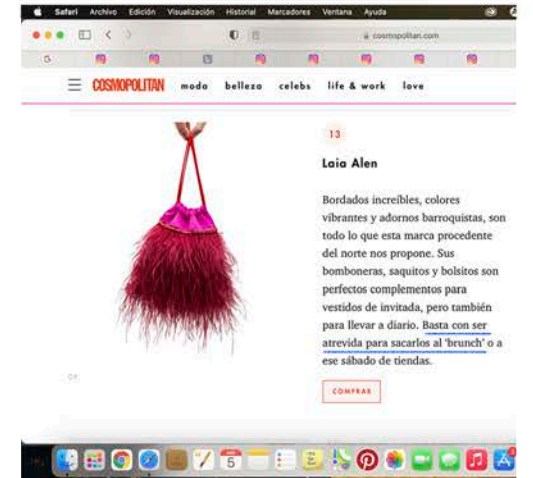 Safari Archivo Edición Visualización Historial Marcadores Ventana Ayuda
cosmopolitan.com
G
COSMOPOLITAN moda belleza celebs life & work love
13
Laia Alen
Bordados increíbles, colores
vibrantes y adornos barroquistas, son
todo lo que esta marca procedente
del norte nos propone. Sus
bomboneras, saquitos y bolsitos son
perfectos complementos para
vestidos de invitada, pero también
para llevar a diario. Basta con ser
atrevida para sacarlos al ‘brunch’ o a
ese sábado de tiendas.
COMPRAR
5